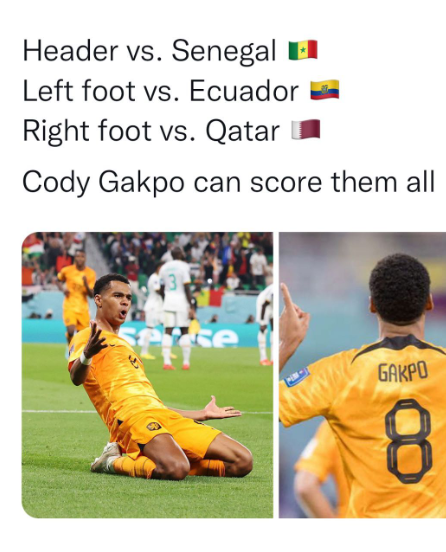 Header vs. Senegal 🇸🇳
Left foot vs. Ecuador 🇪🇨
Right foot vs. Qatar 🇶🇦
Cody Gakpo can score them all
3
GAKPO
8